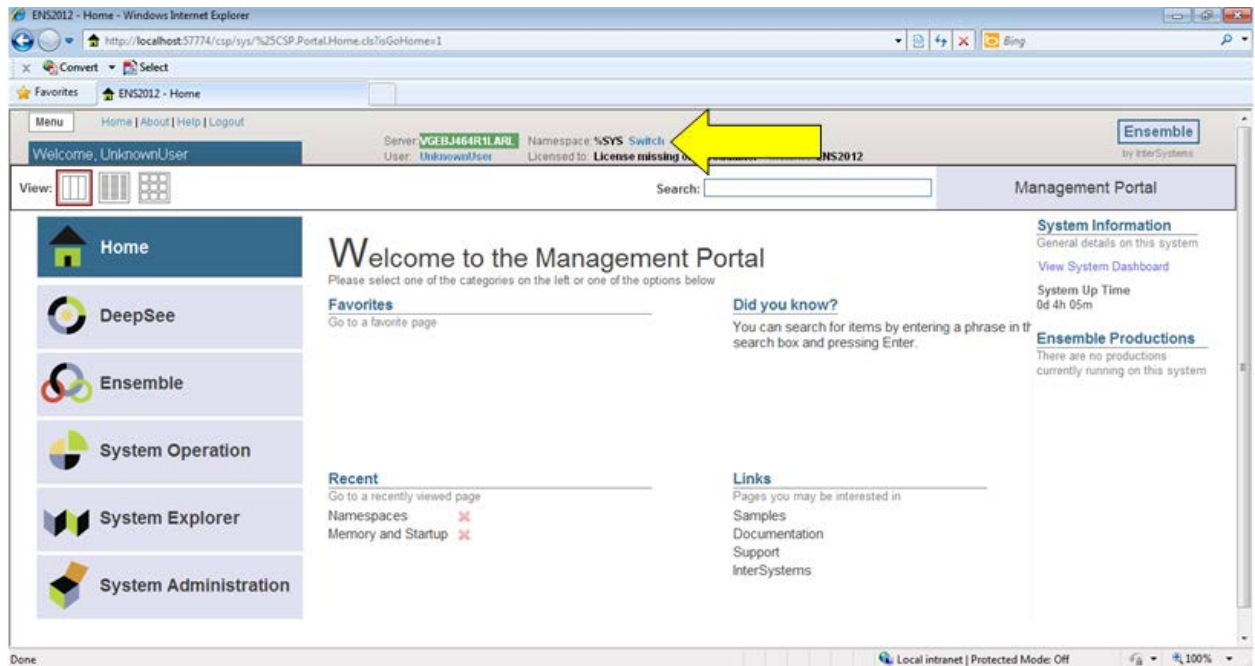 ENS2012 - Home - Windows Internet Explorer
http://localhost:57774/csp/sys/%25CSP.Portal.Home.cls?isGoHome=1
Bing
x Convert Select
Favorites ENS2012 - Home
Menu Home | About | Help | Logout
Server: VGEBJ464R1LARL Namespace: %SYS Switch
Ensemble
by InterSystems
Welcome, UnknownUser
User: UnknownUser Licensed to: License missing ENS2012
View:
Search:
Management Portal
Home
DeepSee
Ensemble
System Operation
System Explorer
System Administration
Welcome to the Management Portal
Please select one of the categories on the left or one of the options below
Favorites
Go to a favorite page
Did you know?
You can search for items by entering a phrase in th
search box and pressing Enter.
Recent
Go to a recently viewed page
Namespaces
Memory and Startup
Links
Pages you may be interested in
Samples
Documentation
Support
InterSystems
System Information
General details on this system
View System Dashboard
System Up Time
0d 4h 05m
Ensemble Productions
There are no productions
currently running on this system
Done
Local intranet | Protected Mode: Off
100%